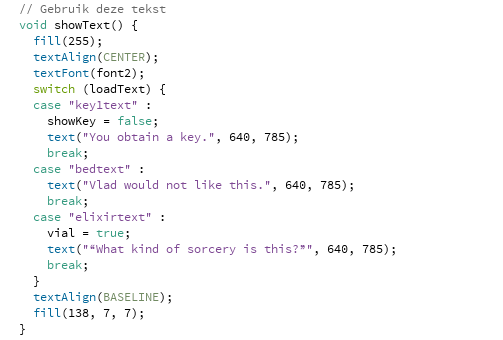 // Gebruik deze tekst
void showText() {
  fill(255);
  textAlign(CENTER);
  textFont(font2);
  switch (loadText) {
  case "key1text" :
    showKey = false;
    text("You obtain a key.", 640, 785);
    break;
  case "bedtext" :
    text("Vlad would not like this.", 640, 785);
    break;
  case "elixirtext" :
    vial = true;
    text("“What kind of sorcery is this?”", 640, 785);
    break;
  }
  textAlign(BASELINE);
  fill(138, 7, 7);
}